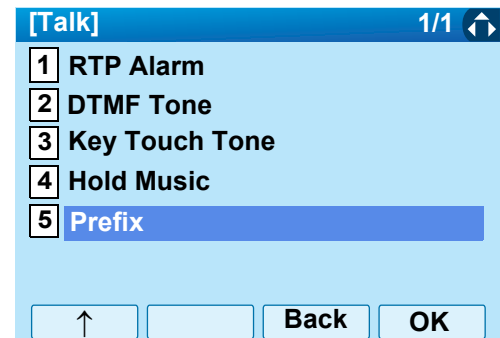 [Talk] 1/1
1 RTP Alarm
2 DTMF Tone
3 Key Touch Tone
4 Hold Music
5 Prefix
↑ Back OK